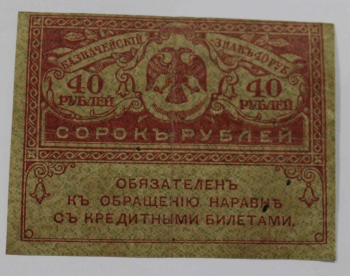 КАЗНАЧЕЙСКІЙ ЗНАКЪ
40 40
РУБЛЕЙ РУБЛЕЙ
СОРОКЪ РУБЛЕЙ
ОБЯЗАТЕЛЕНЪ
КЪ ОБРАЩЕНІЮ НАРАВНѢ
СЪ КРЕДИТНЫМИ БИЛЕТАМИ.